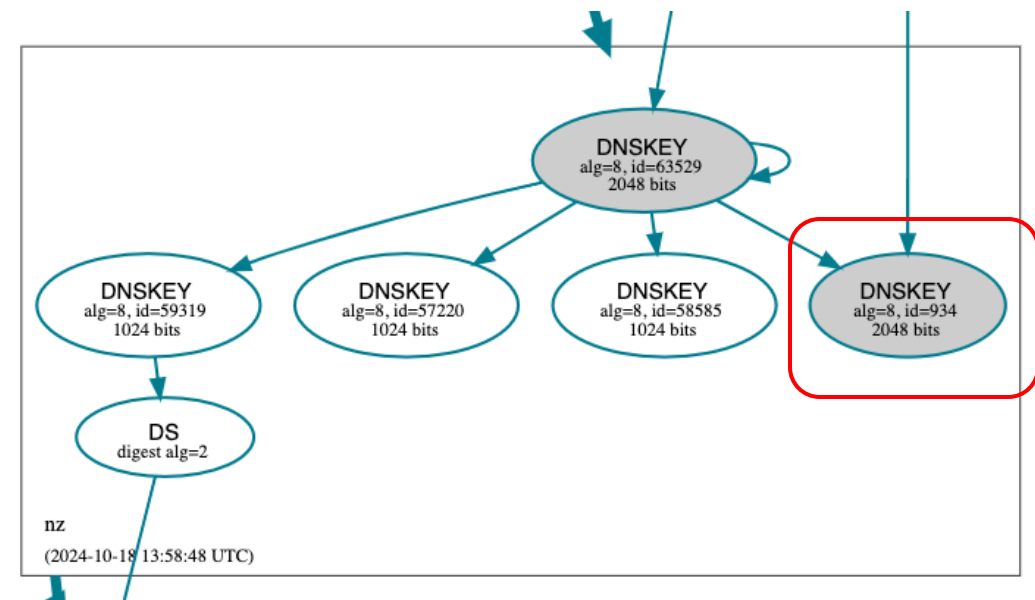 DNSKEY
alg=8, id=63529
2048 bits
DNSKEY
alg=8, id=59319
1024 bits
DNSKEY
alg=8, id=57220
1024 bits
DNSKEY
alg=8, id=58585
1024 bits
DNSKEY
alg=8, id=934
2048 bits
DS
digest alg=2
nz
(2024-10-18 13:58:48 UTC)